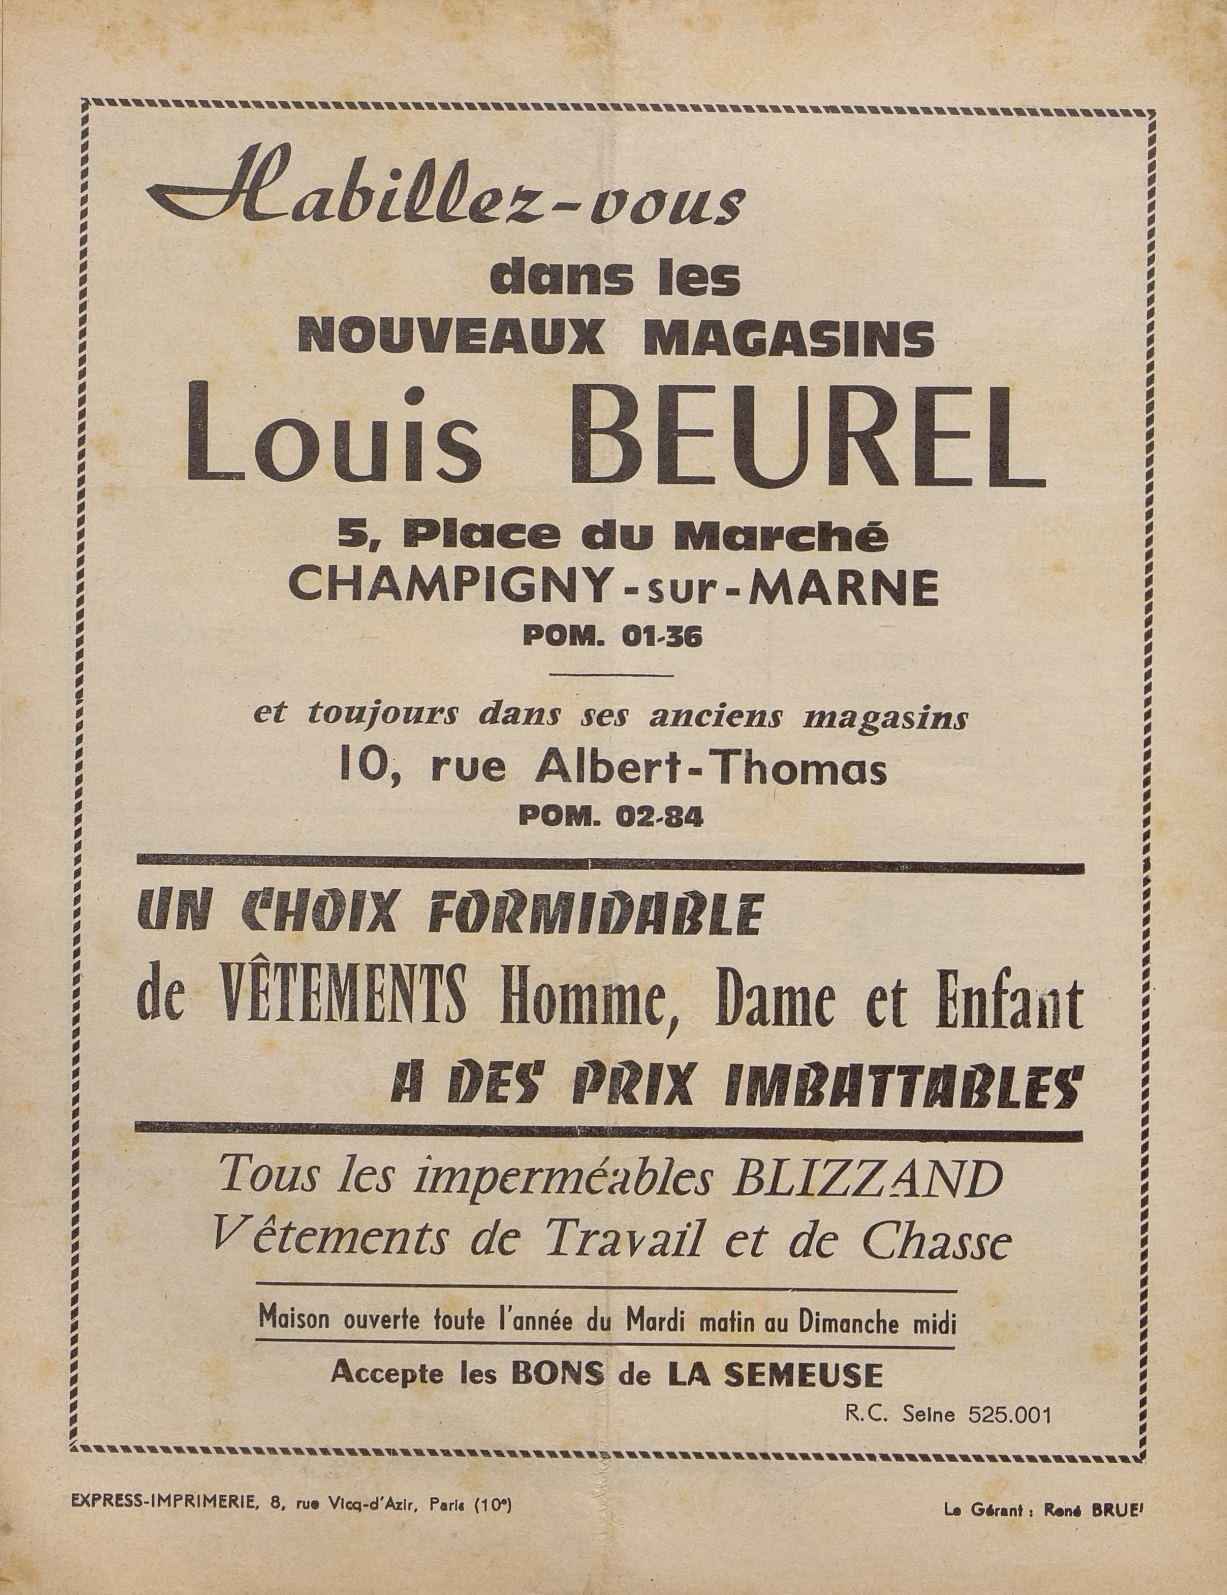 Habillez-vous
dans les
NOUVEAUX MAGASINS
Louis BEUREL
5, Place du Marché
CHAMPIGNY-sur-MARNE
POM. 01-36
et toujours dans ses anciens magasins
10, rue Albert-Thomas
POM. 02-84
UN CHOIX FORMIDABLE
de VÊTEMENTS Homme, Dame et Enfant
A DES PRIX IMBATTABLES
Tous les imperméables BLIZZAND
Vêtements de Travail et de Chasse
Maison ouverte toute l'année du Mardi matin au Dimanche midi
Accepte les BONS de LA SEMEUSE
R.C. Seine 525.001
EXPRESS-IMPRIMERIE, 8, rue Vicq-d'Azir, Paris (10e)
Le Gérant : René